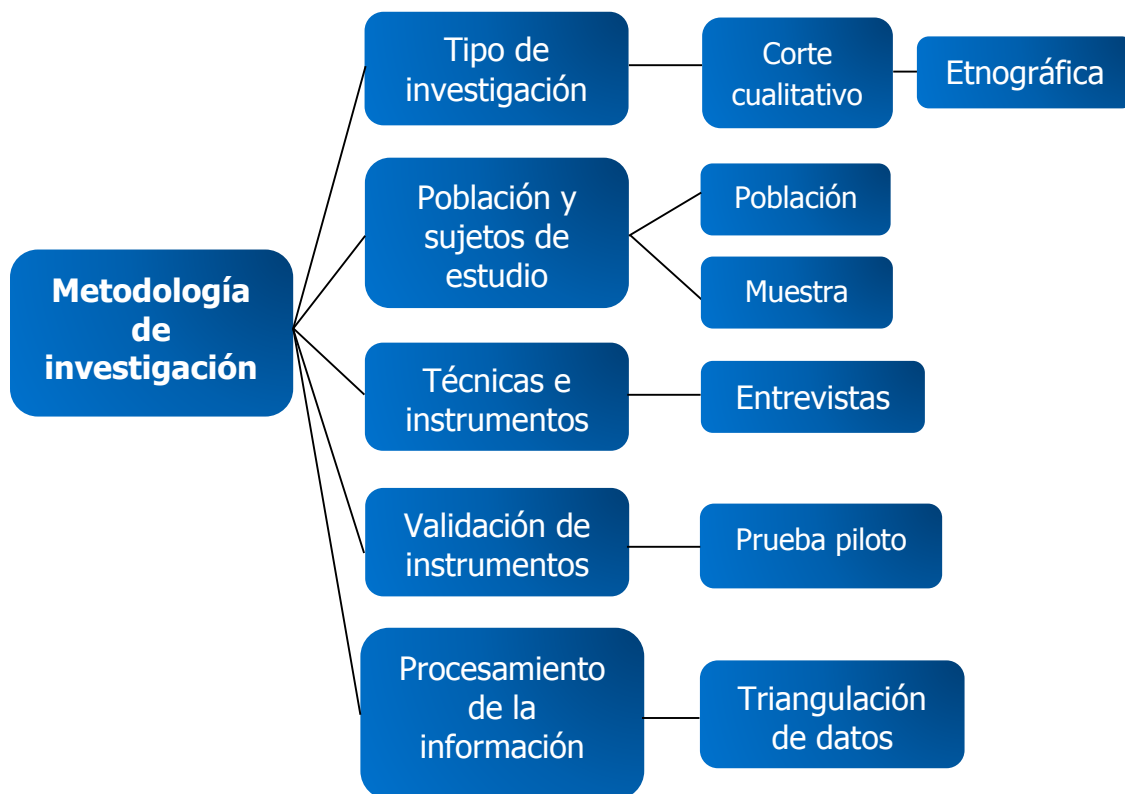 Tipo de
investigación
Corte
cualitativo
Etnográfica
Población y
sujetos de
estudio
Población
Muestra
Metodología
de
investigación
Técnicas e
instrumentos
Entrevistas
Validación de
instrumentos
Prueba piloto
Procesamiento
de la
información
Triangulación
de datos